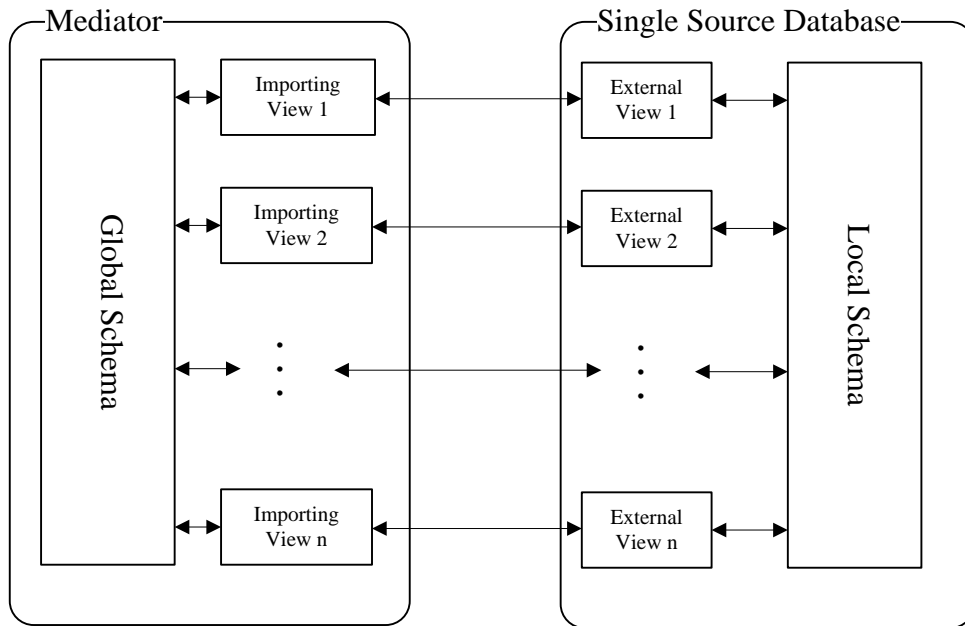 Mediator
Single Source Database
Global Schema
Importing
View 1
External
View 1
Local Schema
Importing
View 2
External
View 2
Importing
View n
External
View n